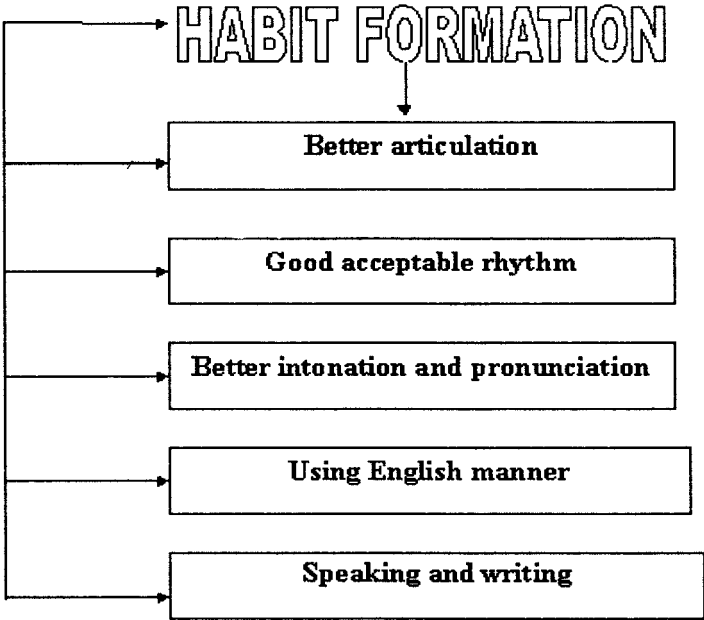 HABIT FORMATION
Better articulation
Good acceptable rhythm
Better intonation and pronunciation
Using English manner
Speaking and writing